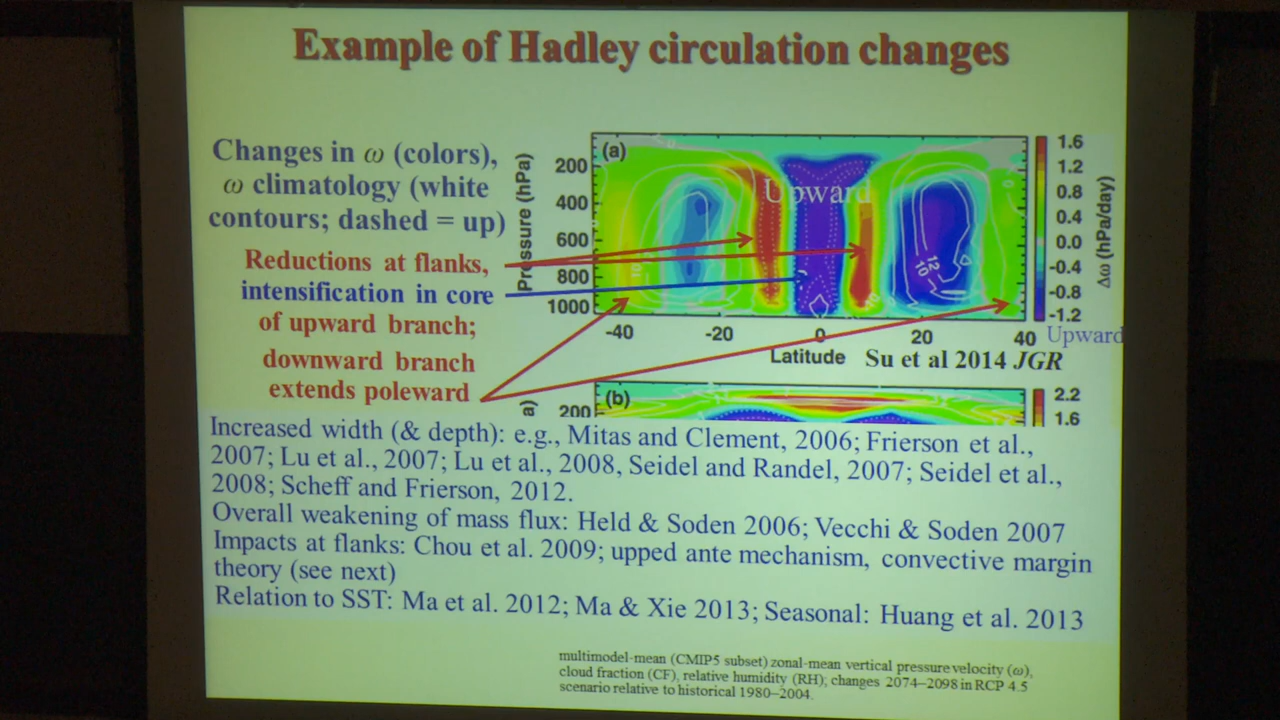 Example of Hadley circulation changes
Changes in ω (colors),
ω climatology (white
contours; dashed = up)
Reductions at flanks,
intensification in core
of upward branch;
downward branch
extends poleward
(a)
Upward
Pressure (hPa)
200
400
600
800
1000
-40
-20
0
20
40
Latitude
Su et al 2014 JGR
1.6
1.2
0.8
0.4
0.0
-0.4
-0.8
-1.2
Δω (hPa/day)
Upward
10
12
10
0
(b)
a)
200
2.2
1.6
Increased width (& depth): e.g., Mitas and Clement, 2006; Frierson et al.,
2007; Lu et al., 2007; Lu et al., 2008, Seidel and Randel, 2007; Seidel et al.,
2008; Scheff and Frierson, 2012.
Overall weakening of mass flux: Held & Soden 2006; Vecchi & Soden 2007
Impacts at flanks: Chou et al. 2009; upped ante mechanism, convective margin
theory (see next)
Relation to SST: Ma et al. 2012; Ma & Xie 2013; Seasonal: Huang et al. 2013
multimodel-mean (CMIP5 subset) zonal-mean vertical pressure velocity (ω),
cloud fraction (CF), relative humidity (RH); changes 2074–2098 in RCP 4.5
scenario relative to historical 1980–2004.